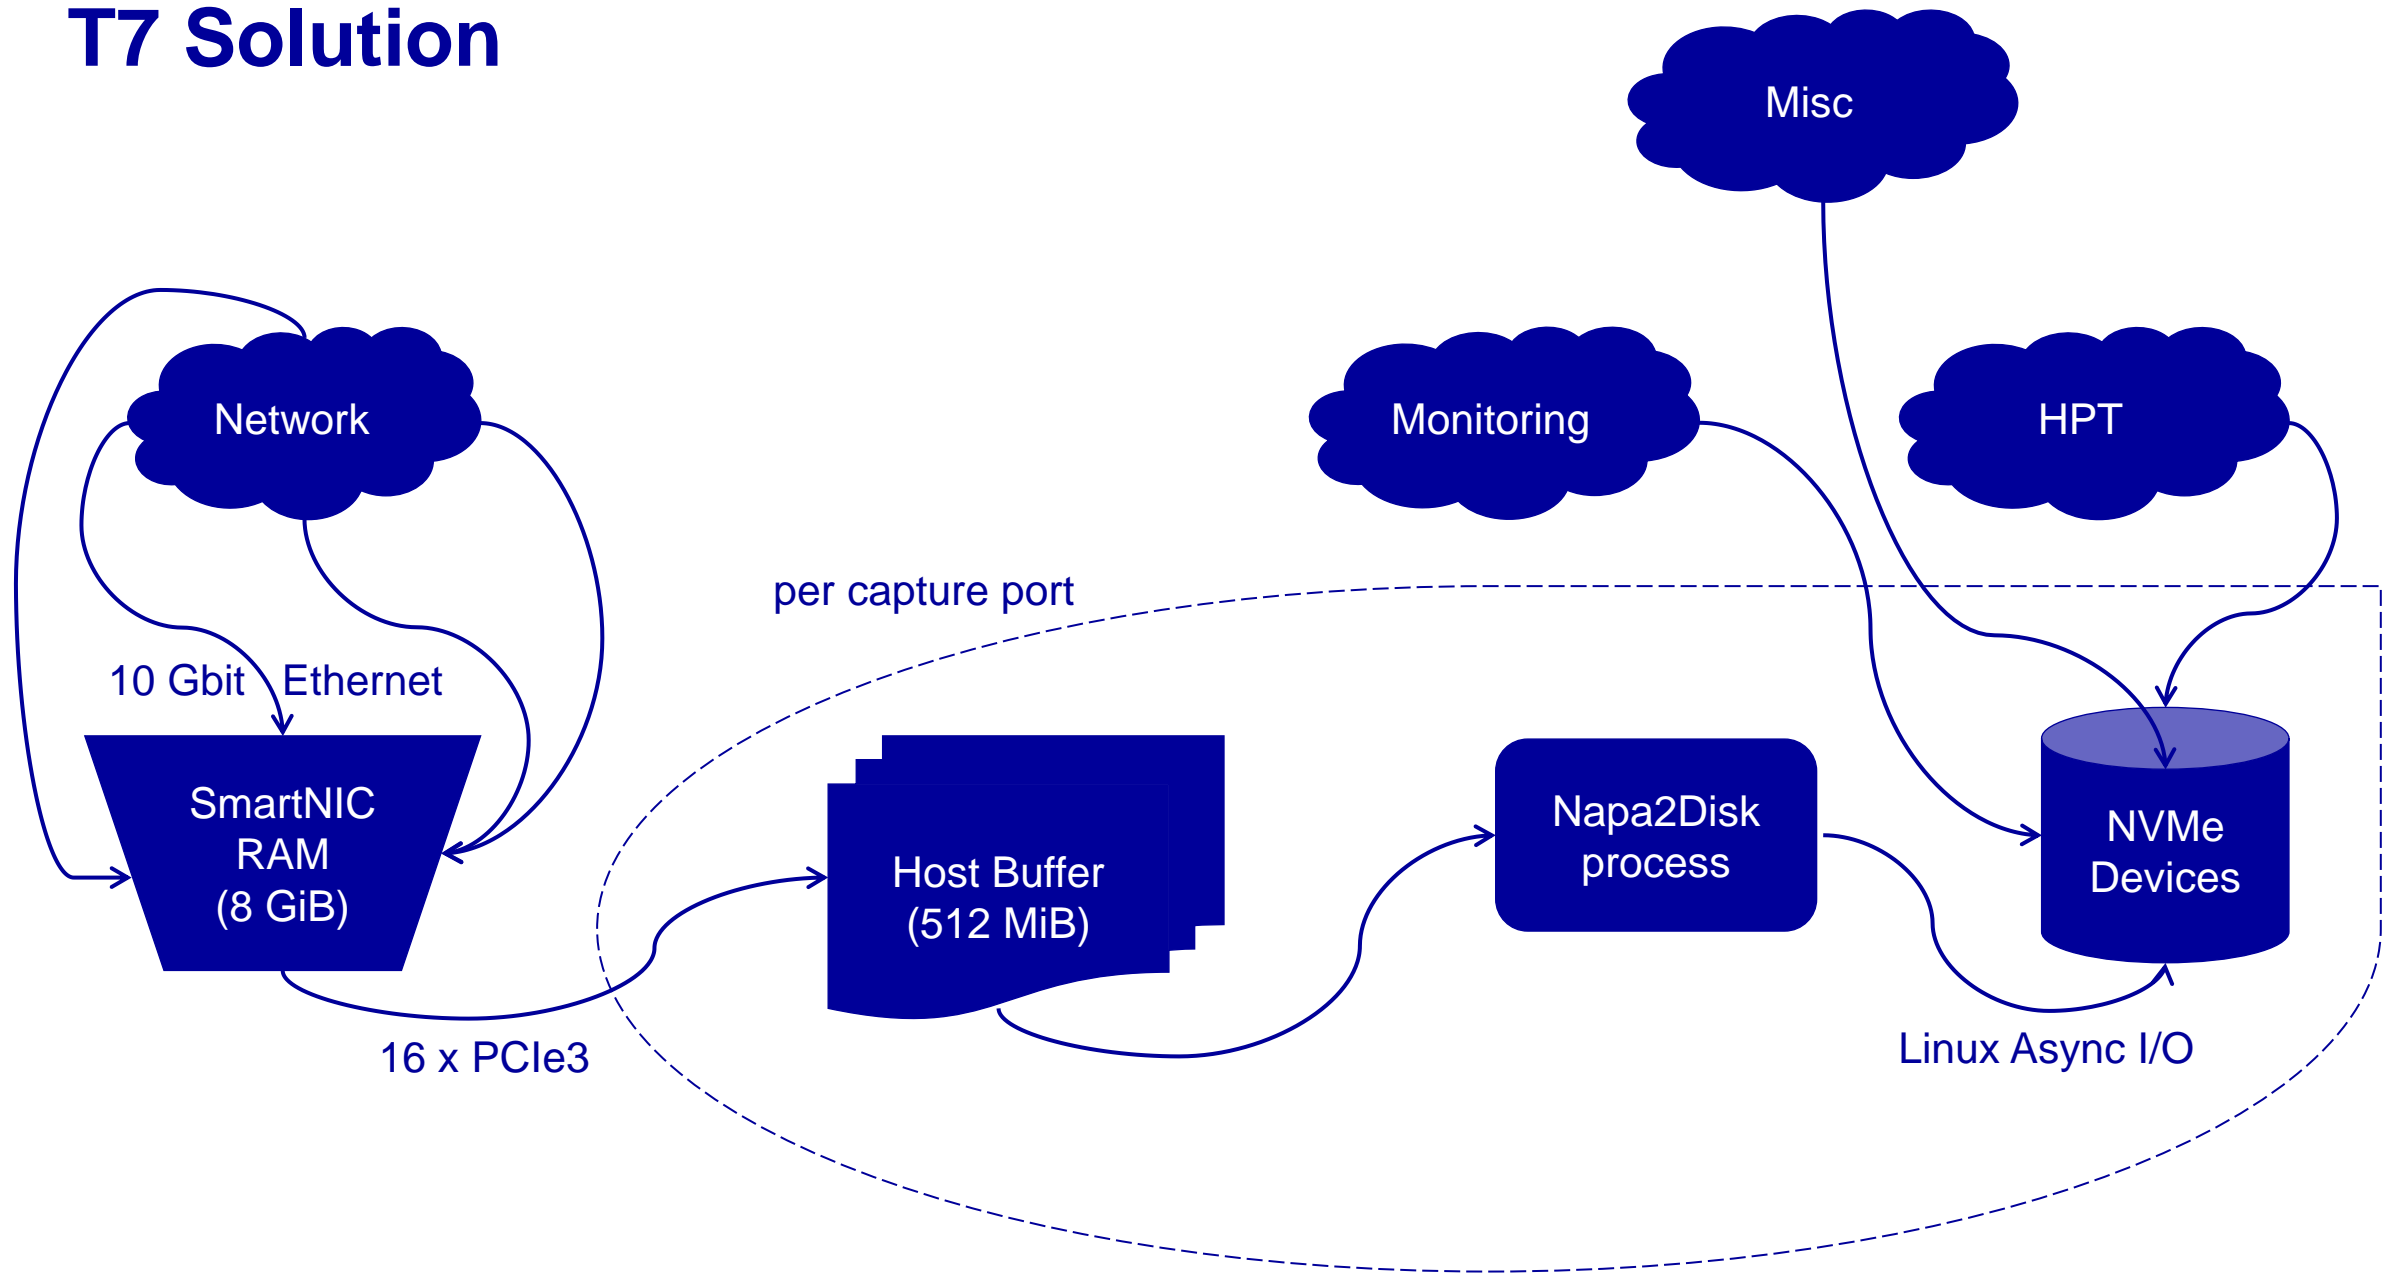 T7 Solution
Misc
Network
Monitoring
HPT
per capture port
10 Gbit Ethernet
SmartNIC
RAM
(8 GiB)
Host Buffer
(512 MiB)
Napa2Disk
process
NVMe
Devices
16 x PCIe3
Linux Async I/O